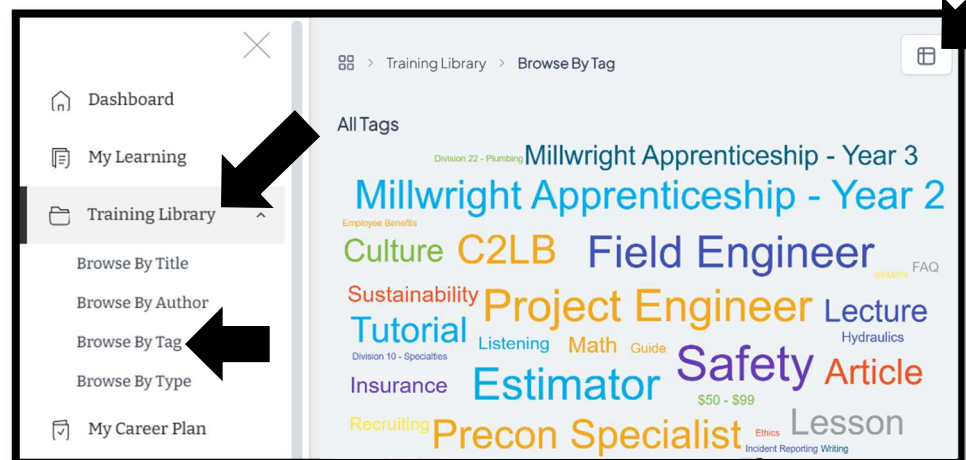 Dashboard
My Learning
Training Library
Browse By Title
Browse By Author
Browse By Tag
Browse By Type
My Career Plan
Training Library > Browse By Tag
All Tags
Division 22 - Plumbing Millwright Apprenticeship - Year 3
Millwright Apprenticeship - Year 2
Employee Benefits
Culture C2LB Field Engineer
FAQ
Sustainability Project Engineer Lecture
Tutorial Listening Math Guide Hydraulics
Division 10 - Specialties
Insurance Estimator Safety Article
$50 - $99
Recruiting Precon Specialist Ethics Lesson
Incident Reporting Writing